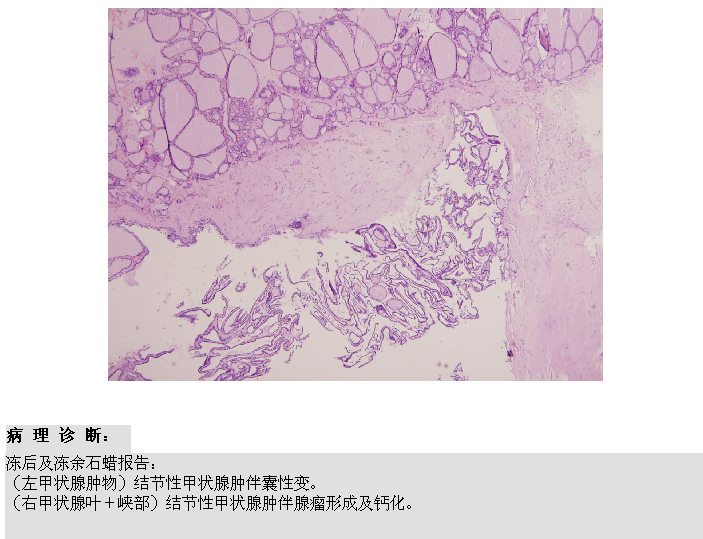 病 理 诊 断：
冻后及冻余石蜡报告：
（左甲状腺肿物）结节性甲状腺肿伴囊性变。
（右甲状腺叶＋峡部）结节性甲状腺肿伴腺瘤形成及钙化。